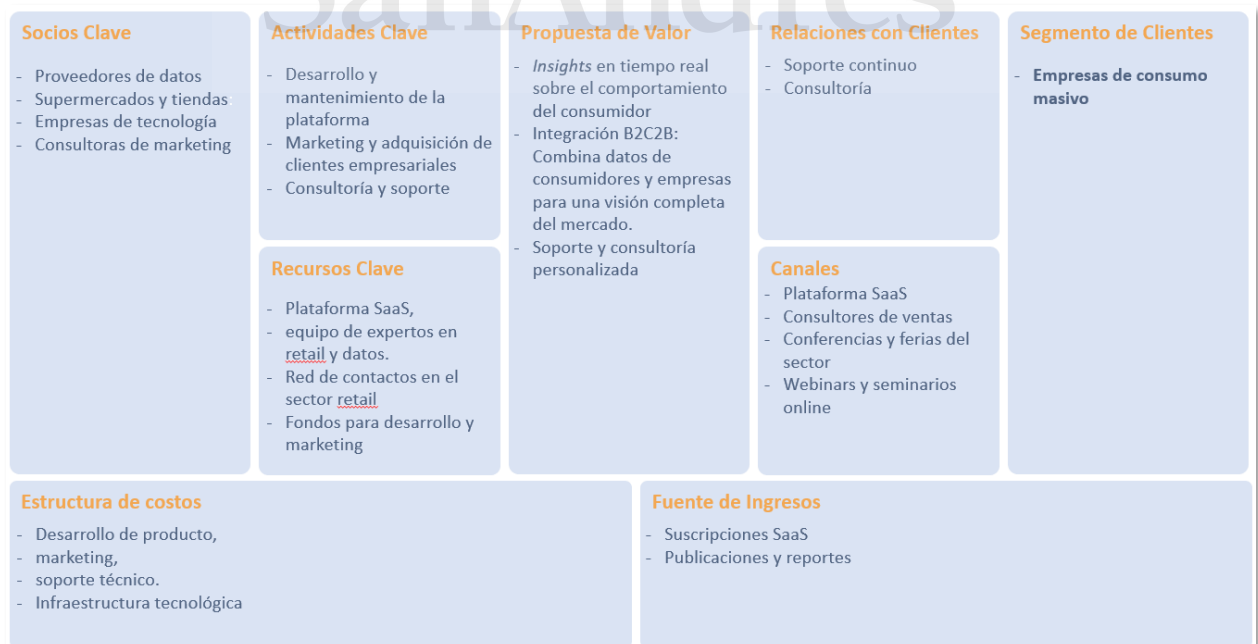 SanAndrés
Socios Clave
- Proveedores de datos
- Supermercados y tiendas
- Empresas de tecnología
- Consultoras de marketing
Actividades Clave
- Desarrollo y
mantenimiento de la
plataforma
- Marketing y adquisición de
clientes empresariales
- Consultoría y soporte
Recursos Clave
- Plataforma SaaS,
- equipo de expertos en
retail y datos.
- Red de contactos en el
sector retail
- Fondos para desarrollo y
marketing
Propuesta de Valor
- Insights en tiempo real
sobre el comportamiento
del consumidor
- Integración B2C2B:
Combina datos de
consumidores y empresas
para una visión completa
del mercado.
- Soporte y consultoría
personalizada
Relaciones con Clientes
- Soporte continuo
- Consultoría
Canales
- Plataforma SaaS
- Consultores de ventas
- Conferencias y ferias del
sector
- Webinars y seminarios
online
Segmento de Clientes
- Empresas de consumo
masivo
Estructura de costos
- Desarrollo de producto,
- marketing,
- soporte técnico.
- Infraestructura tecnológica
Fuente de Ingresos
- Suscripciones SaaS
- Publicaciones y reportes